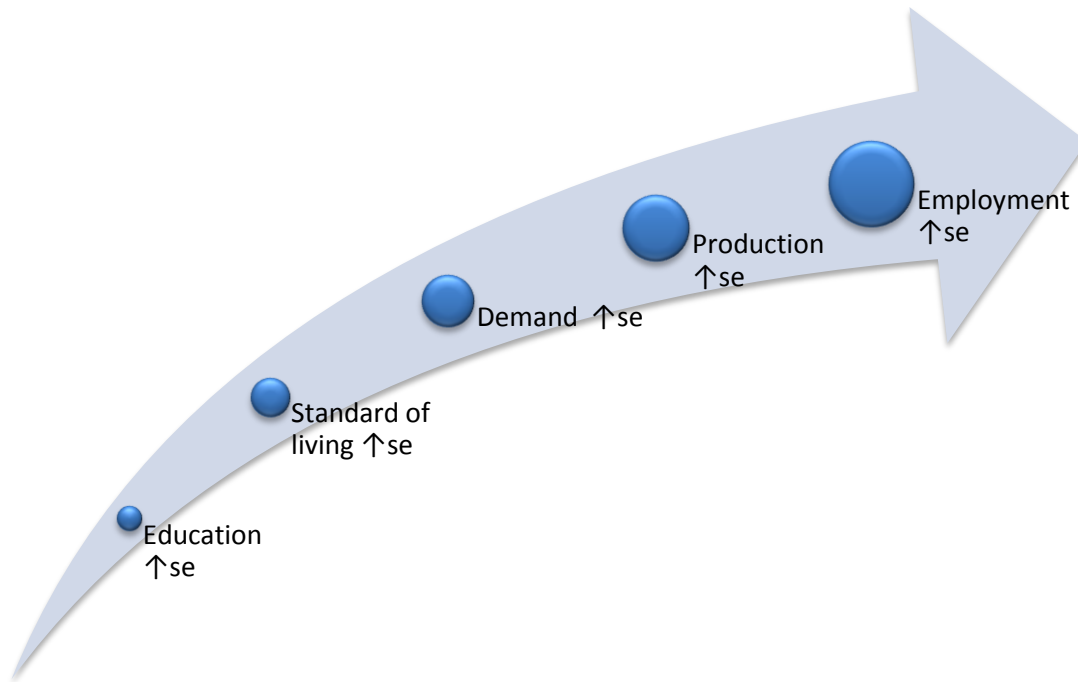 Education
↑se
Standard of
living ↑se
Demand ↑se
Production
↑se
Employment
↑se